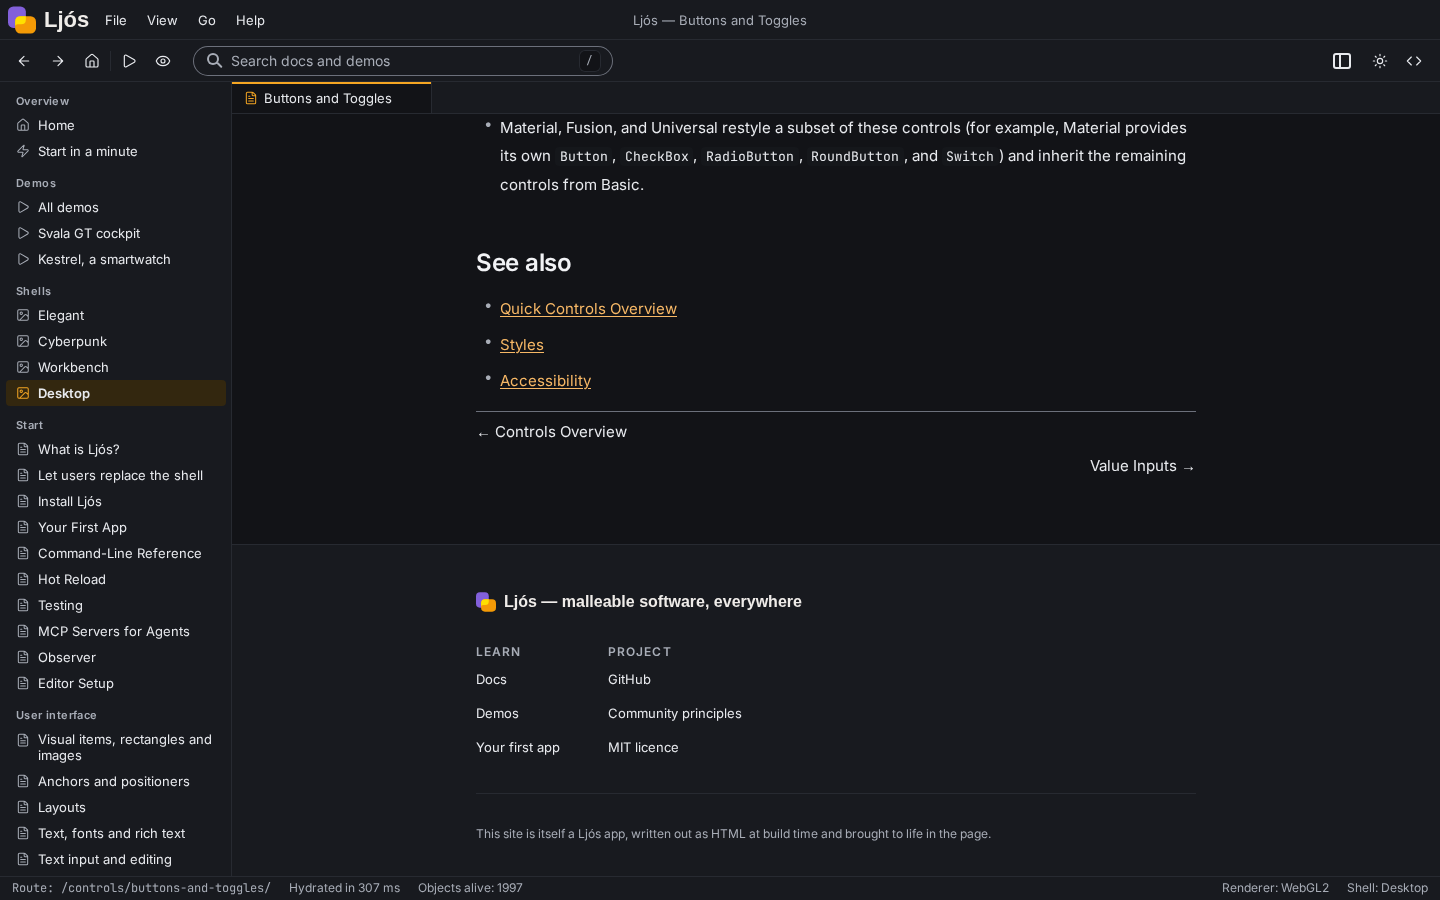 Ljós File View Go Help Ljós — Buttons and Toggles
Search docs and demos /
Overview
Home
Start in a minute
Demos
All demos
Svala GT cockpit
Kestrel, a smartwatch
Shells
Elegant
Cyberpunk
Workbench
Desktop
Start
What is Ljós?
Let users replace the shell
Install Ljós
Your First App
Command-Line Reference
Hot Reload
Testing
MCP Servers for Agents
Observer
Editor Setup
User interface
Visual items, rectangles and
images
Anchors and positioners
Layouts
Text, fonts and rich text
Text input and editing
Buttons and Toggles
• Material, Fusion, and Universal restyle a subset of these controls (for example, Material provides
its own Button, CheckBox, RadioButton, RoundButton, and Switch) and inherit the remaining
controls from Basic.
See also
• Quick Controls Overview
• Styles
• Accessibility
← Controls Overview
Value Inputs →
Ljós — malleable software, everywhere
LEARN PROJECT
Docs GitHub
Demos Community principles
Your first app MIT licence
This site is itself a Ljós app, written out as HTML at build time and brought to life in the page.
Route: /controls/buttons-and-toggles/ Hydrated in 307 ms Objects alive: 1997 Renderer: WebGL2 Shell: Desktop